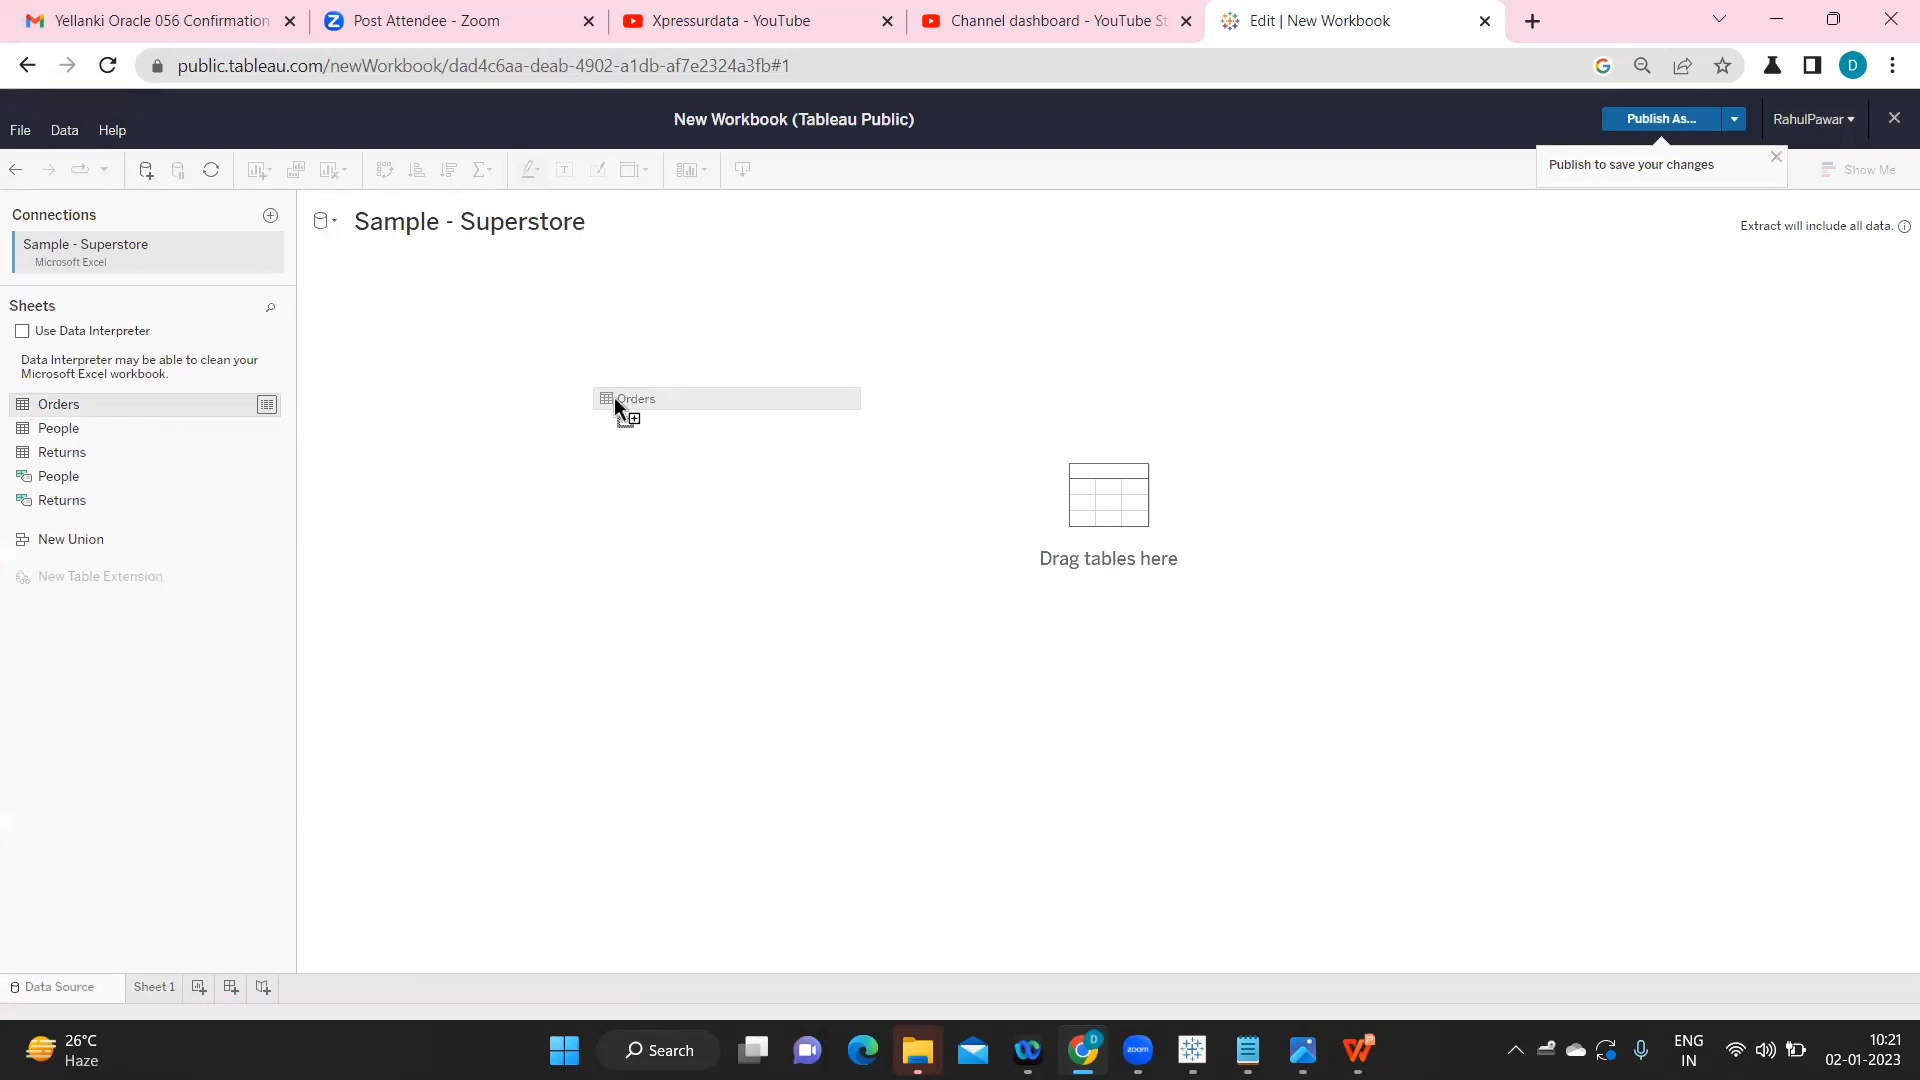 Yellanki Oracle 056 Confirmation
Post Attendee - Zoom
Xpressurdata - YouTube
Channel dashboard - YouTube St
Edit | New Workbook
public.tableau.com/newWorkbook/dad4c6aa-deab-4902-a1db-af7e2324a3fb#1
D
File
Data
Help
New Workbook (Tableau Public)
Publish As...
RahulPawar
Publish to save your changes
Show Me
Connections
Sample - Superstore
Microsoft Excel
Sample - Superstore
Extract will include all data.
Sheets
Use Data Interpreter
Data Interpreter may be able to clean your
Microsoft Excel workbook.
Orders
People
Returns
People
Returns
New Union
New Table Extension
Orders
Drag tables here
Data Source
Sheet 1
26°C
Haze
Search
D
zoom
ENG
IN
10:21
02-01-2023